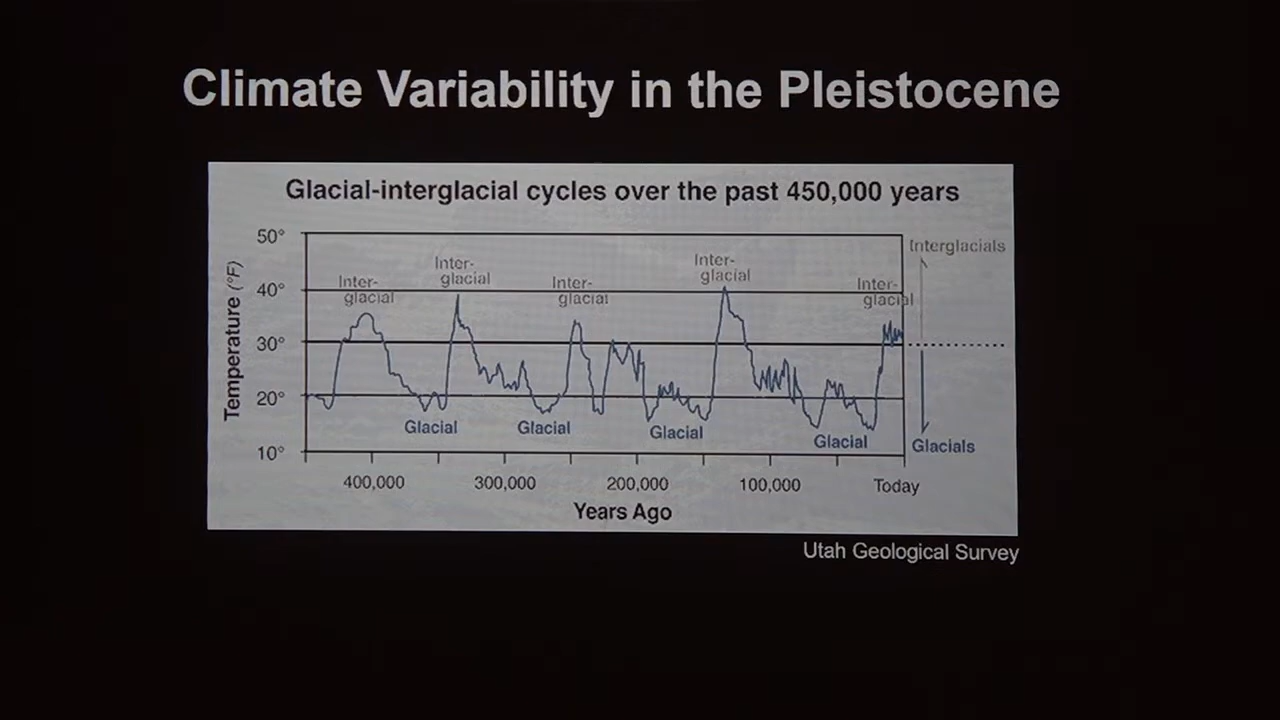 Climate Variability in the Pleistocene
Glacial-interglacial cycles over the past 450,000 years
50°
40°
30°
20°
10°
Temperature (°F)
Inter-
glacial
Inter-
glacial
Inter-
glacial
Inter-
glacial
Inter-
glacial
Interglacials
Glacial
Glacial
Glacial
Glacial
Glacials
400,000
300,000
200,000
100,000
Today
Years Ago
Utah Geological Survey